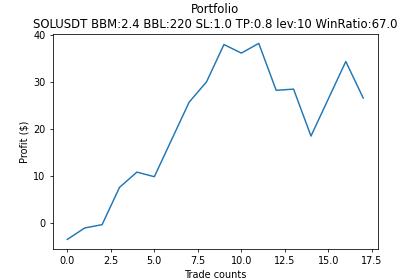 Portfolio
SOLUSDT BBM:2.4 BBL:220 SL:1.0 TP:0.8 lev:10 WinRatio:67.0
40
30
20
10
0
Profit ($)
0.0 2.5 5.0 7.5 10.0 12.5 15.0 17.5
Trade counts